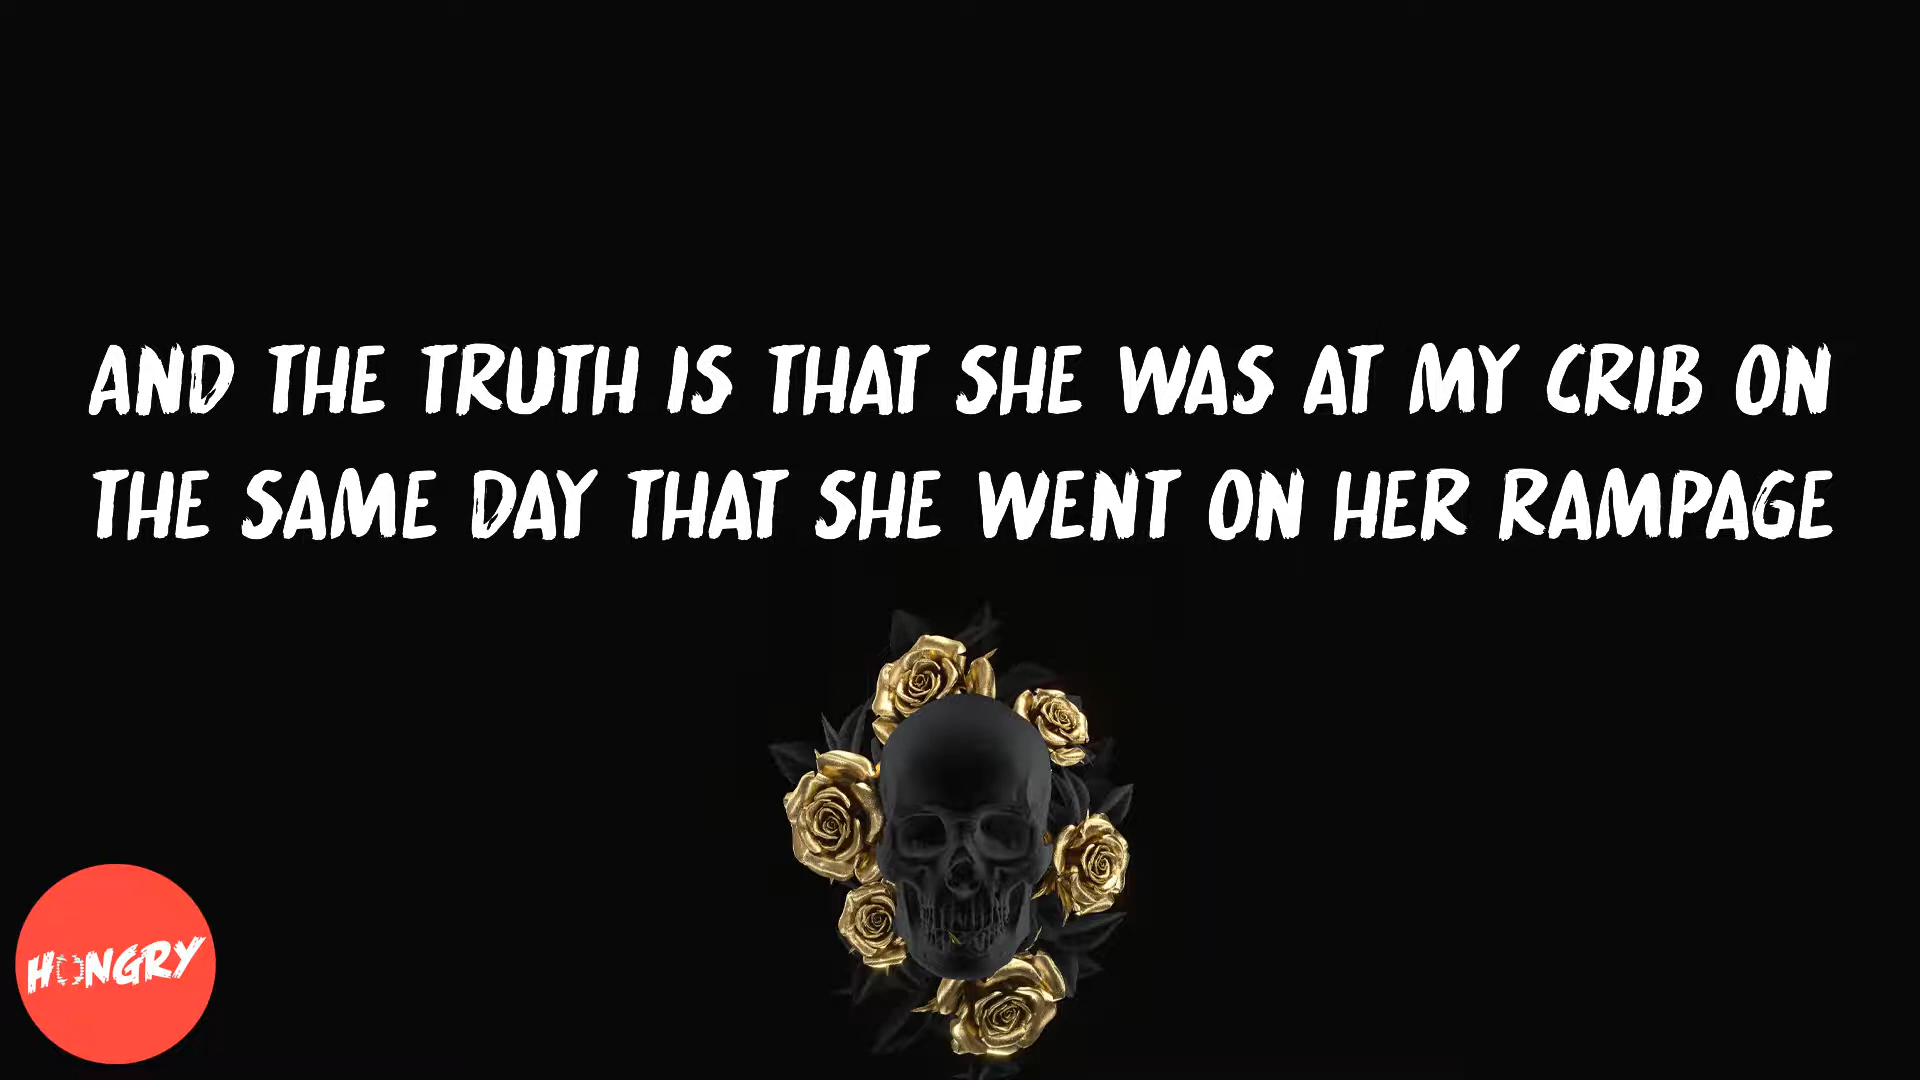 AND THE TRUTH IS THAT SHE WAS AT MY CRIB ON
THE SAME DAY THAT SHE WENT ON HER RAMPAGE
HUNGRY